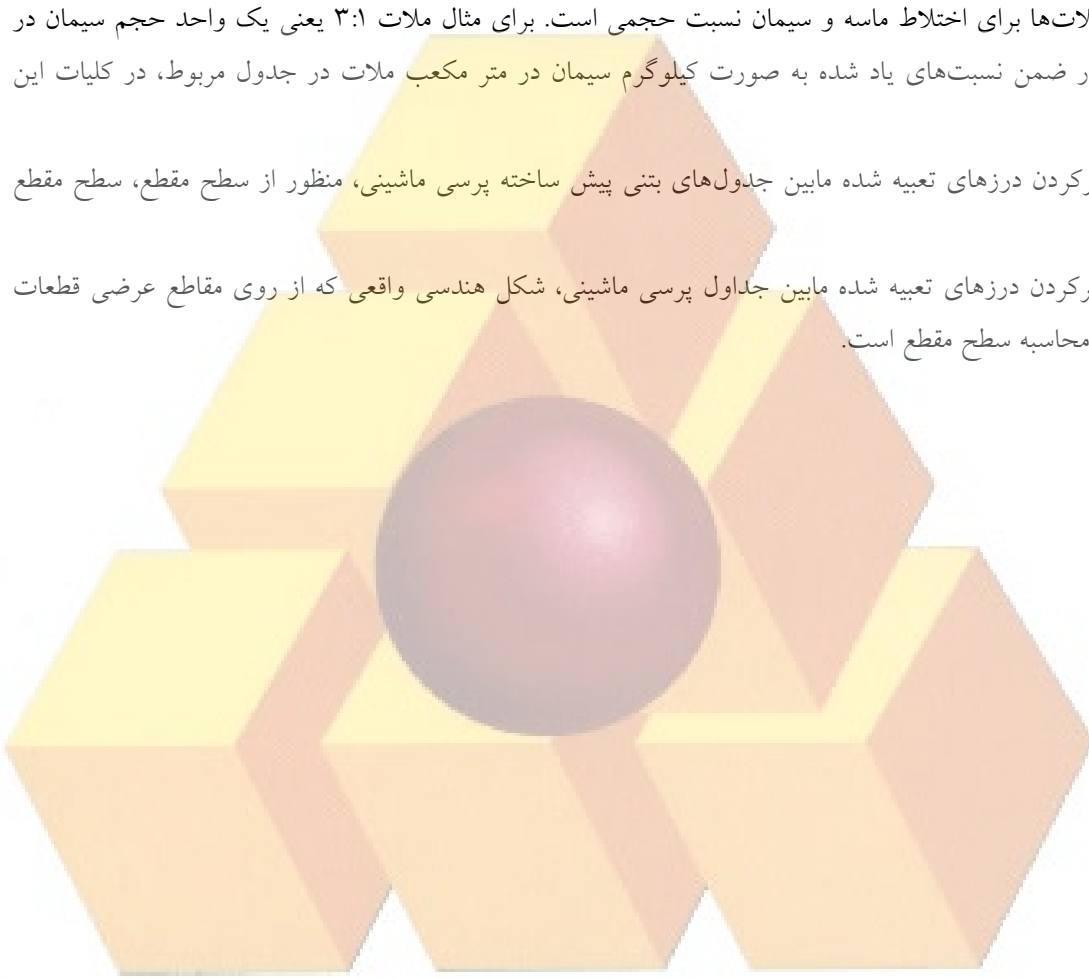 لات‌ها برای اختلاط ماسه و سیمان نسبت حجمی است. برای مثال ملات ۳:۱ یعنی یک واحد حجم سیمان در
ر ضمن نسبت‌های یاد شده به صورت کیلوگرم سیمان در متر مکعب ملات در جدول مربوط، در کلیات این
رکردن درزهای تعبیه شده مابین جدول‌های بتنی پیش ساخته پرسی ماشینی، منظور از سطح مقطع، سطح مقطع
رکردن درزهای تعبیه شده مابین جداول پرسی ماشینی، شکل هندسی واقعی که از روی مقاطع عرضی قطعات
محاسبه سطح مقطع است.